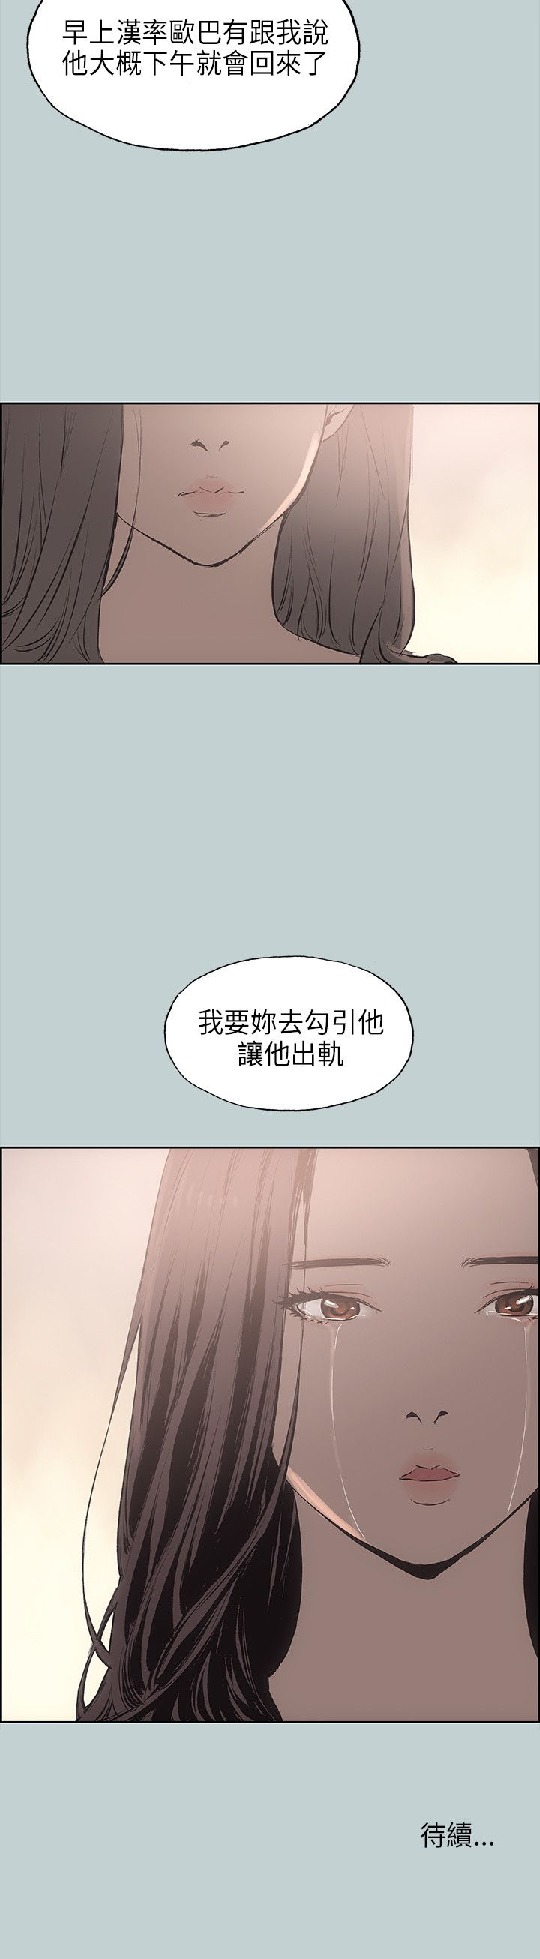 早上漢率歐巴有跟我說
他大概下午就會回來了
我要妳去勾引他
讓他出軌
待續...